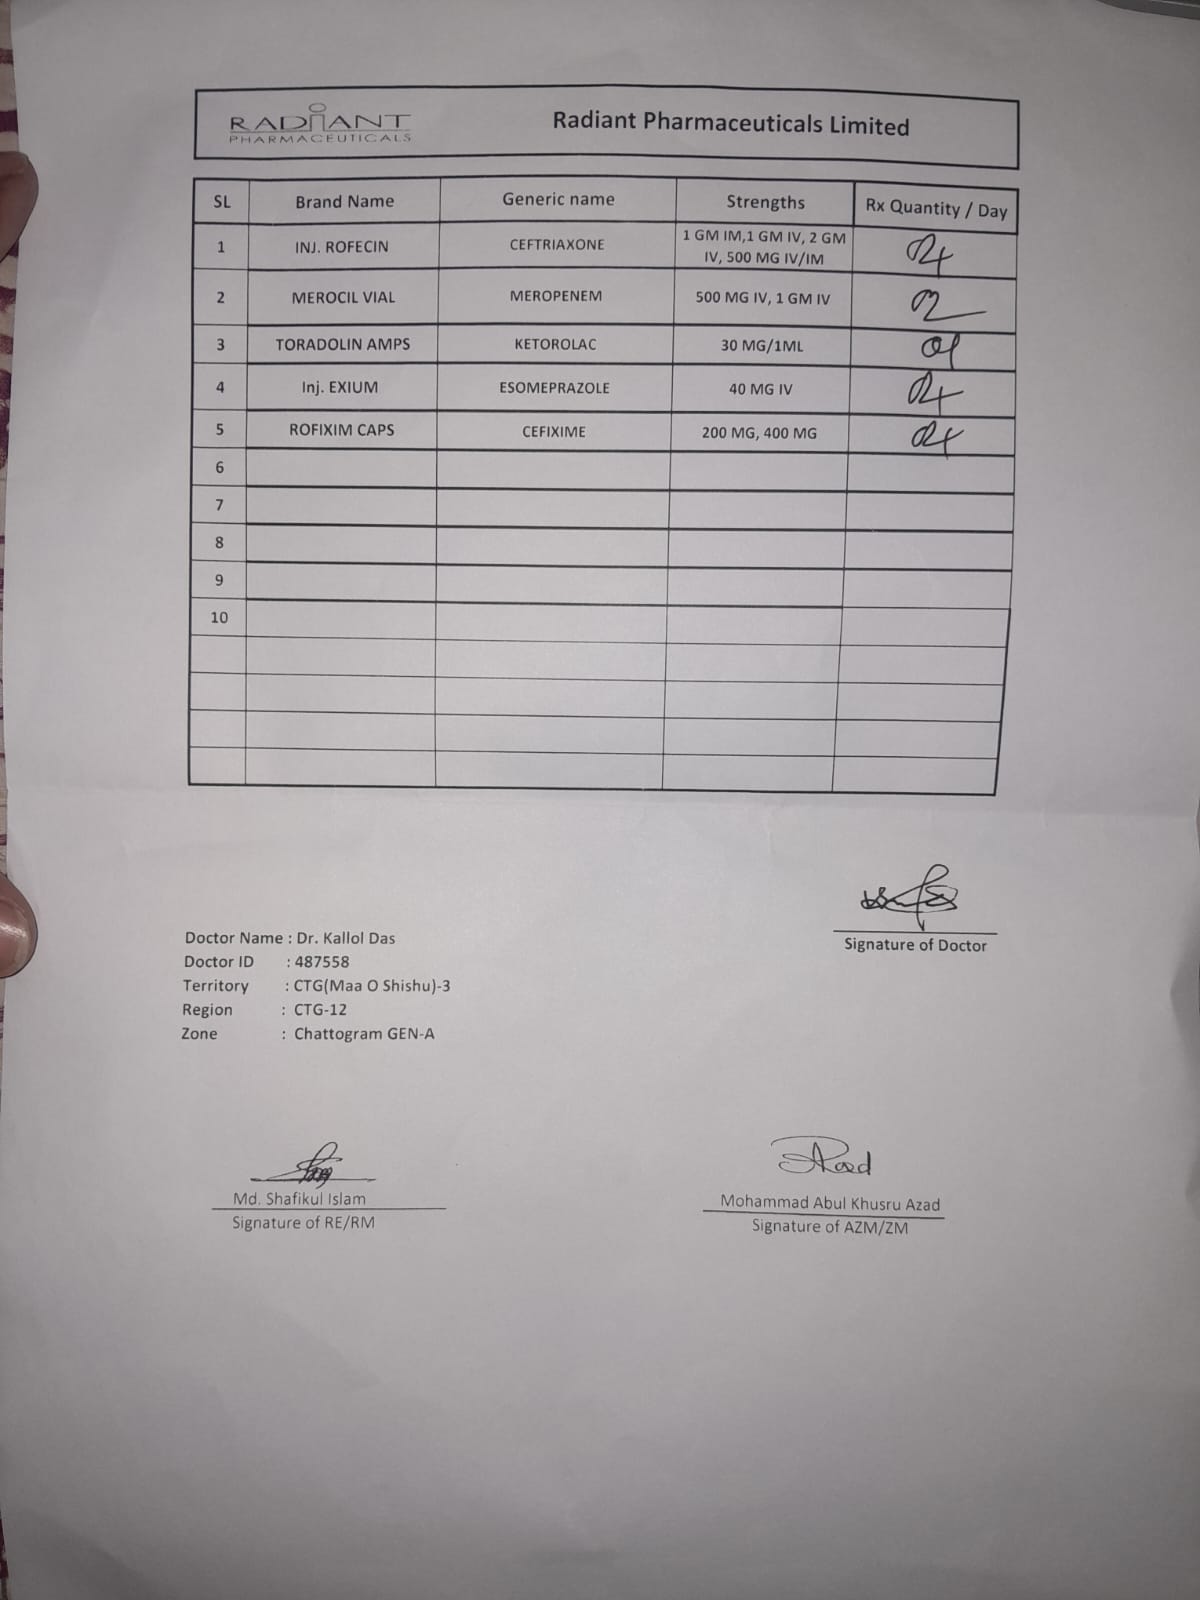 RADIANT
PHARMACEUTICALS
Radiant Pharmaceuticals Limited
SL Brand Name Generic name Strengths Rx Quantity / Day
1 INJ. ROFECIN CEFTRIAXONE 1 GM IM,1 GM IV, 2 GM IV, 500 MG IV/IM 04
2 MEROCIL VIAL MEROPENEM 500 MG IV, 1 GM IV 02
3 TORADOLIN AMPS KETOROLAC 30 MG/1ML
4 Inj. EXIUM ESOMEPRAZOLE 40 MG IV 04
5 ROFIXIM CAPS CEFIXIME 200 MG, 400 MG 04
6
7
8
9
10
Signature of Doctor
Doctor Name : Dr. Kallol Das
Doctor ID : 487558
Territory : CTG(Maa O Shishu)-3
Region : CTG-12
Zone : Chattogram GEN-A
Azad
Md. Shafikul Islam
Signature of RE/RM
Mohammad Abul Khusru Azad
Signature of AZM/ZM